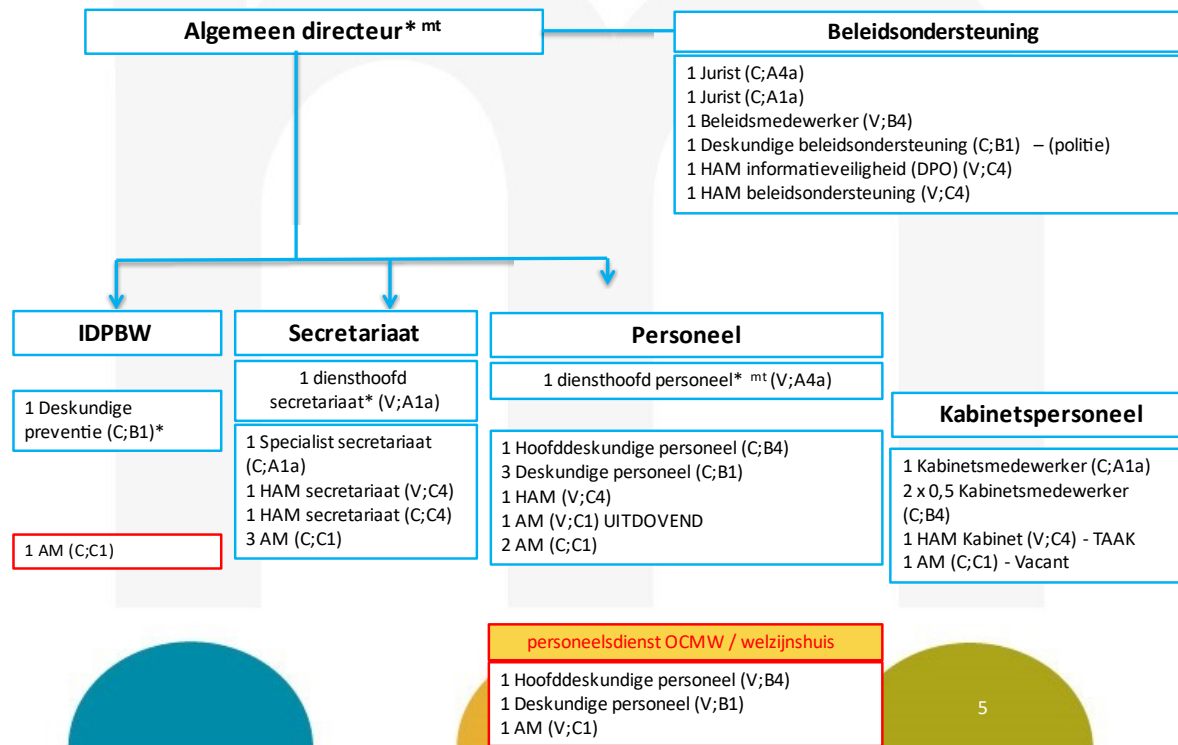 Algemeen directeur* mt
Beleidsondersteuning
1 Jurist (C;A4a)
1 Jurist (C;A1a)
1 Beleidsmedewerker (V;B4)
1 Deskundige beleidsondersteuning (C;B1) – (politie)
1 HAM informatieveiligheid (DPO) (V;C4)
1 HAM beleidsondersteuning (V;C4)
IDPBW
1 Deskundige
preventie (C;B1)*
1 AM (C;C1)
Secretariaat
1 diensthoofd
secretariaat* (V;A1a)
1 Specialist secretariaat
(C;A1a)
1 HAM secretariaat (V;C4)
1 HAM secretariaat (C;C4)
3 AM (C;C1)
Personeel
1 diensthoofd personeel* mt (V;A4a)
1 Hoofddeskundige personeel (C;B4)
3 Deskundige personeel (C;B1)
1 HAM (V;C4)
1 AM (V;C1) UITDOVEND
2 AM (C;C1)
Kabinetspersoneel
1 Kabinetsmedewerker (C;A1a)
2 x 0,5 Kabinetsmedewerker
(C;B4)
1 HAM Kabinet (V;C4) - TAAK
1 AM (C;C1) - Vacant
personeelsdienst OCMW / welzijnshuis
1 Hoofddeskundige personeel (V;B4)
1 Deskundige personeel (V;B1)
1 AM (V;C1)
5